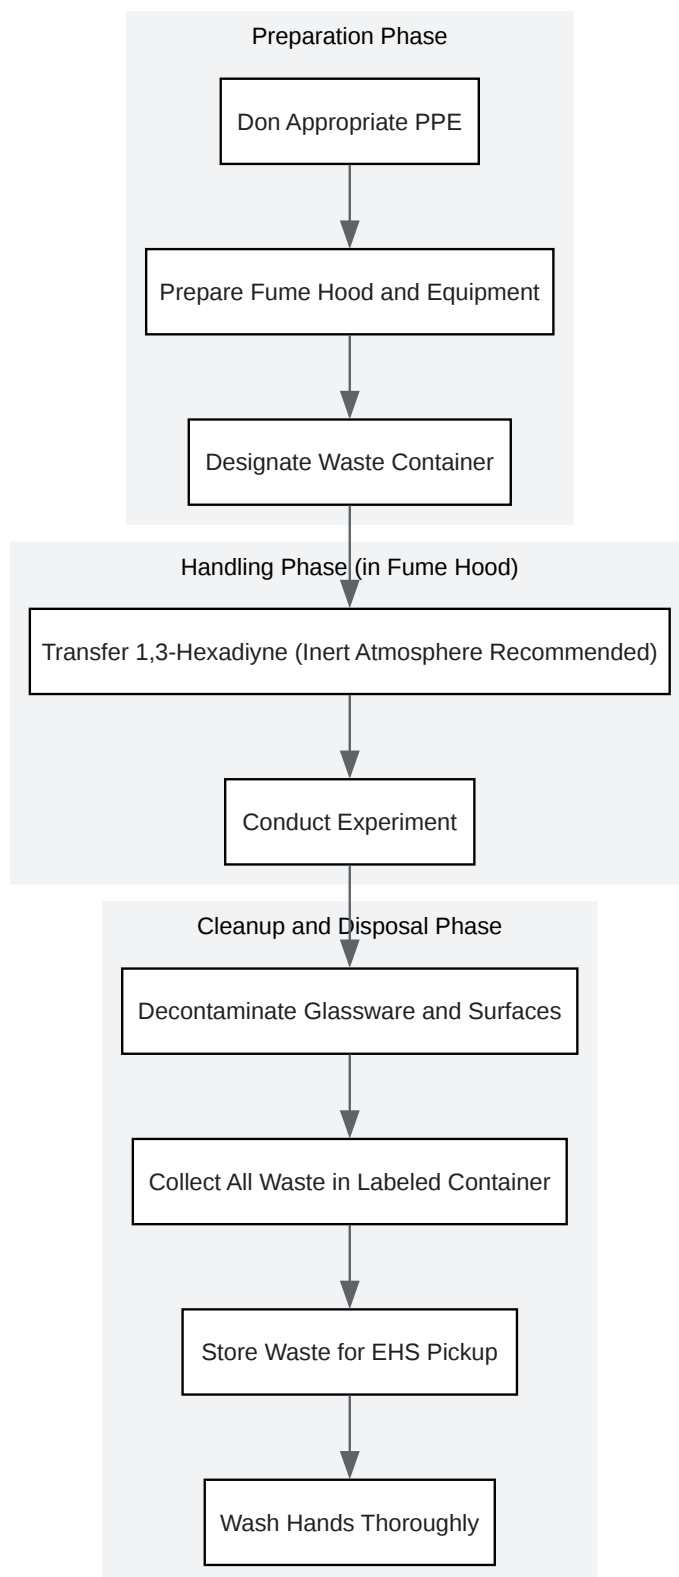 Preparation Phase
Don Appropriate PPE
Prepare Fume Hood and Equipment
Designate Waste Container
Handling Phase (in Fume Hood)
Transfer 1,3-Hexadiyne (Inert Atmosphere Recommended)
Conduct Experiment
Cleanup and Disposal Phase
Decontaminate Glassware and Surfaces
Collect All Waste in Labeled Container
Store Waste for EHS Pickup
Wash Hands Thoroughly